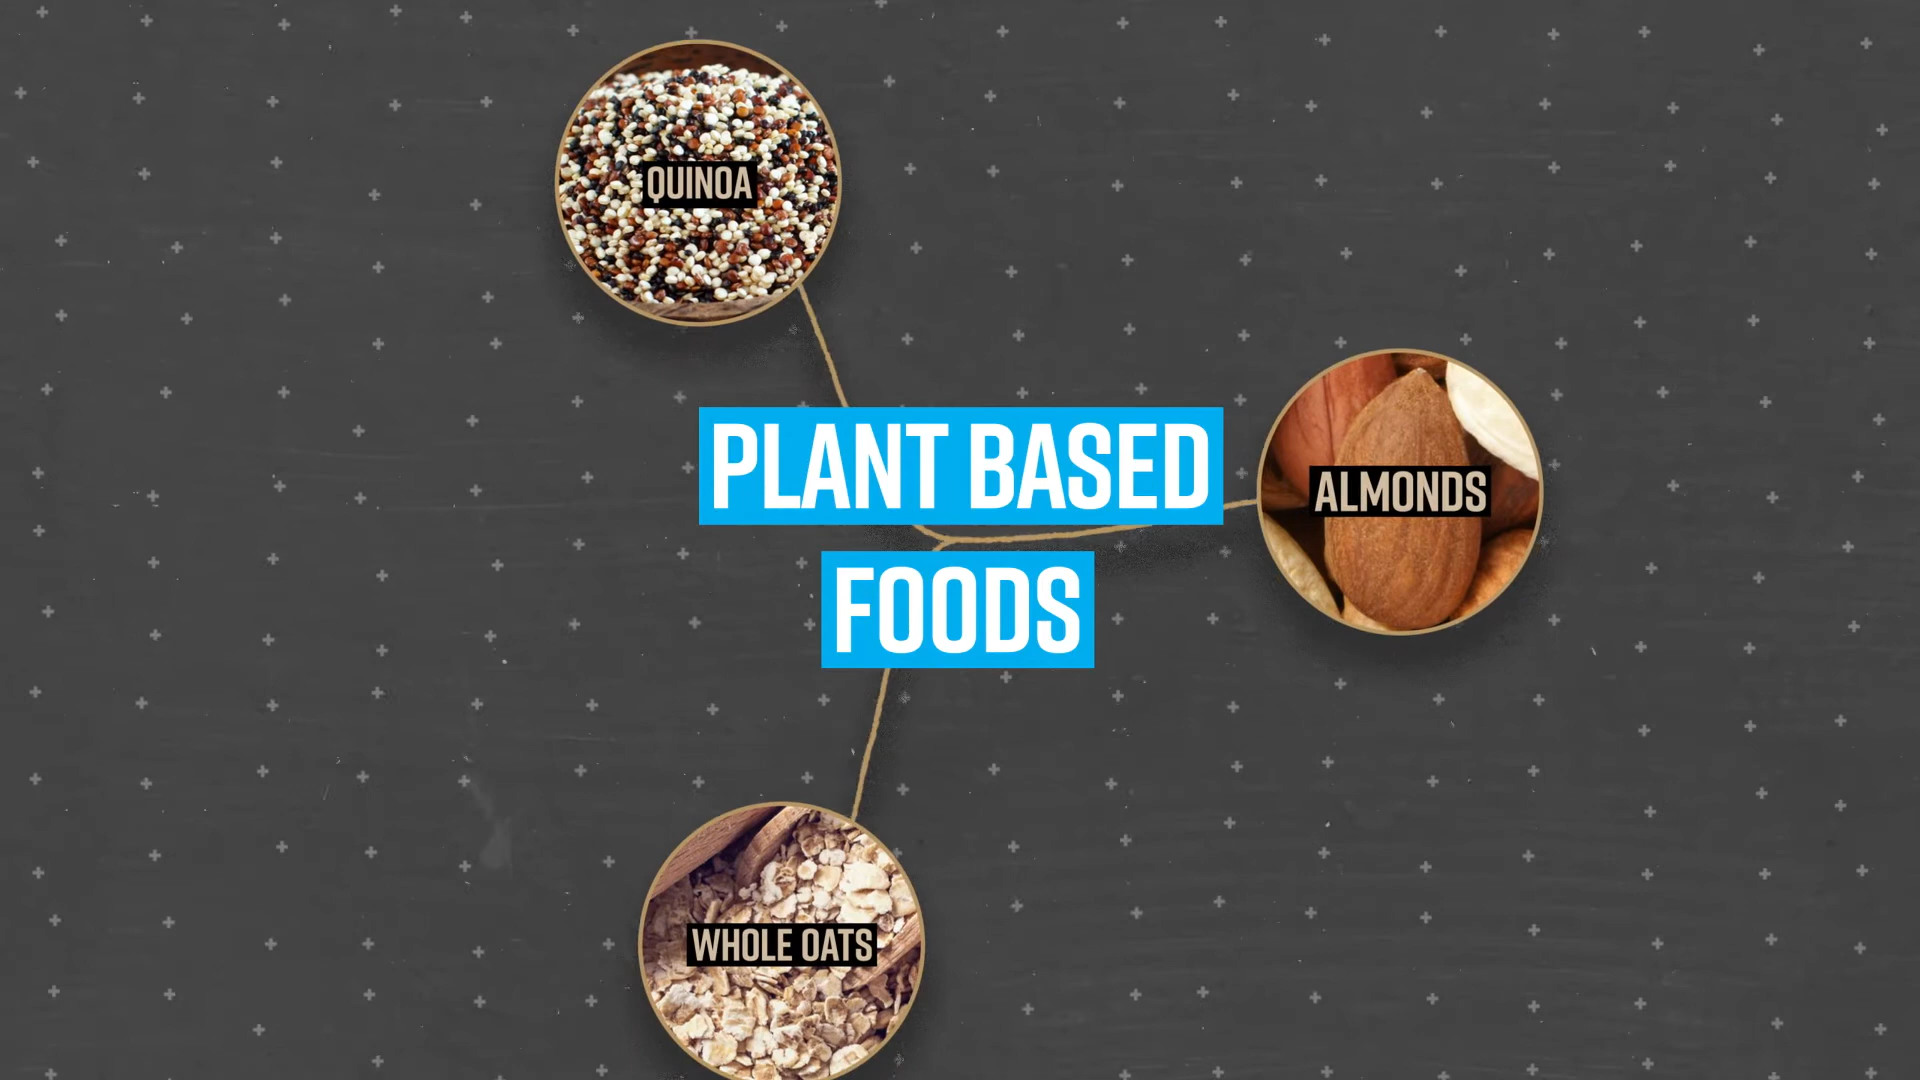 QUINOA
PLANT BASED
FOODS
ALMONDS
WHOLE OATS